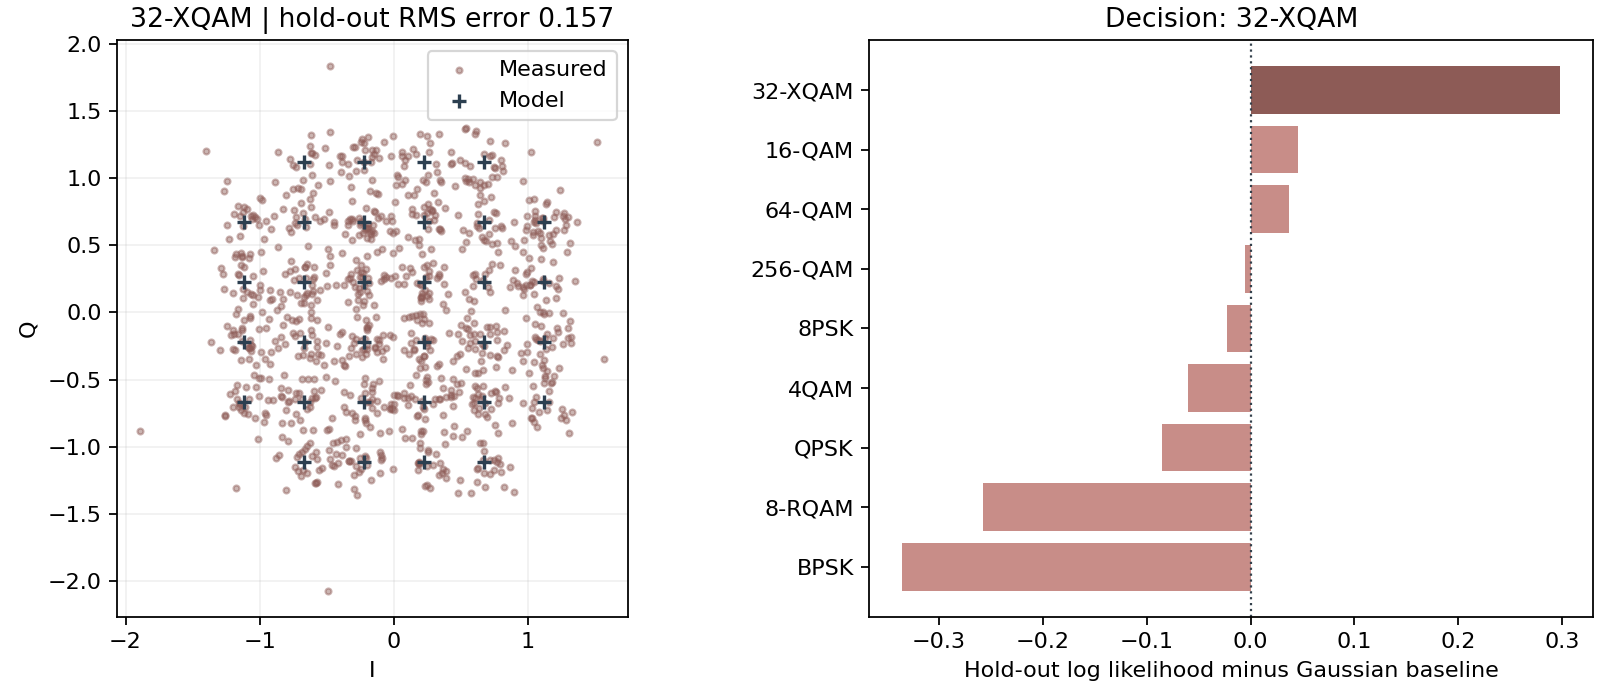 32-XQAM | hold-out RMS error 0.157
Measured
Model
2.0
1.5
1.0
0.5
0.0
−0.5
−1.0
−1.5
−2.0
Q
−2
−1
0
1
I
Decision: 32-XQAM
32-XQAM
16-QAM
64-QAM
256-QAM
8PSK
4QAM
QPSK
8-RQAM
BPSK
−0.3
−0.2
−0.1
0.0
0.1
0.2
0.3
Hold-out log likelihood minus Gaussian baseline